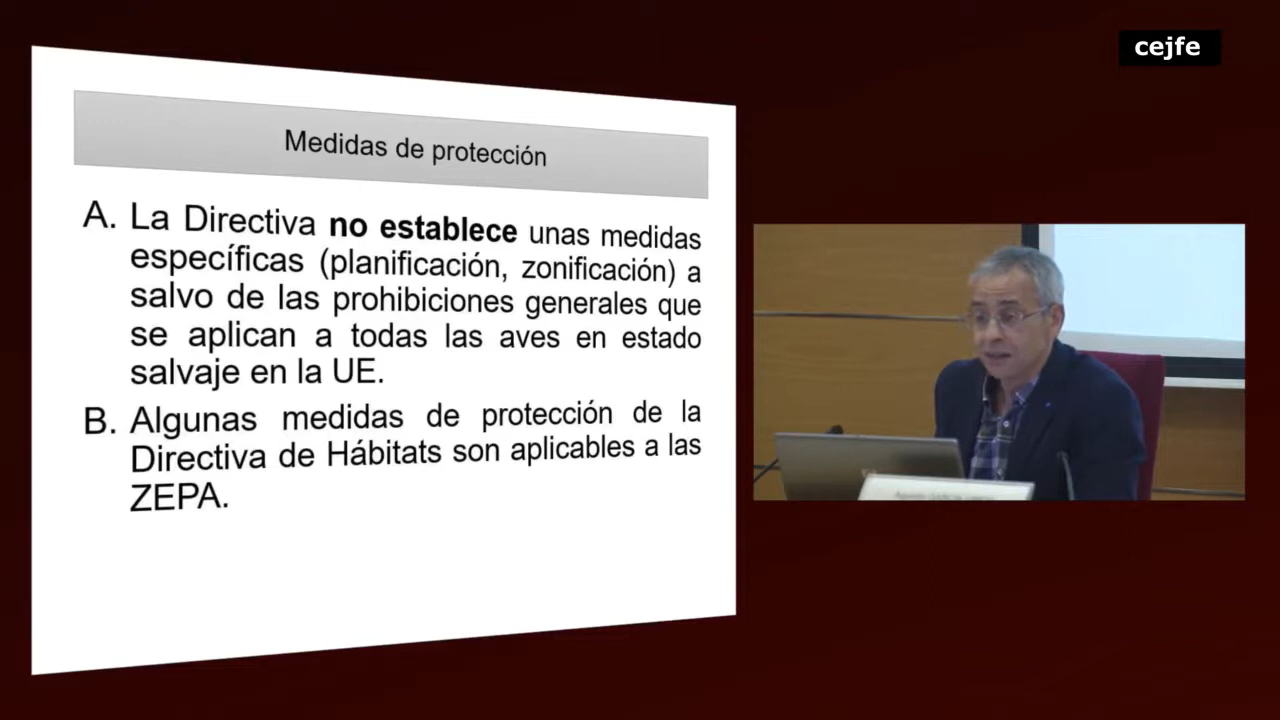 cejfe
Medidas de protección
A. La Directiva no establece unas medidas
específicas (planificación, zonificación) a
salvo de las prohibiciones generales que
se aplican a todas las aves en estado
salvaje en la UE.
B. Algunas medidas de protección de la
Directiva de Hábitats son aplicables a las
ZEPA.